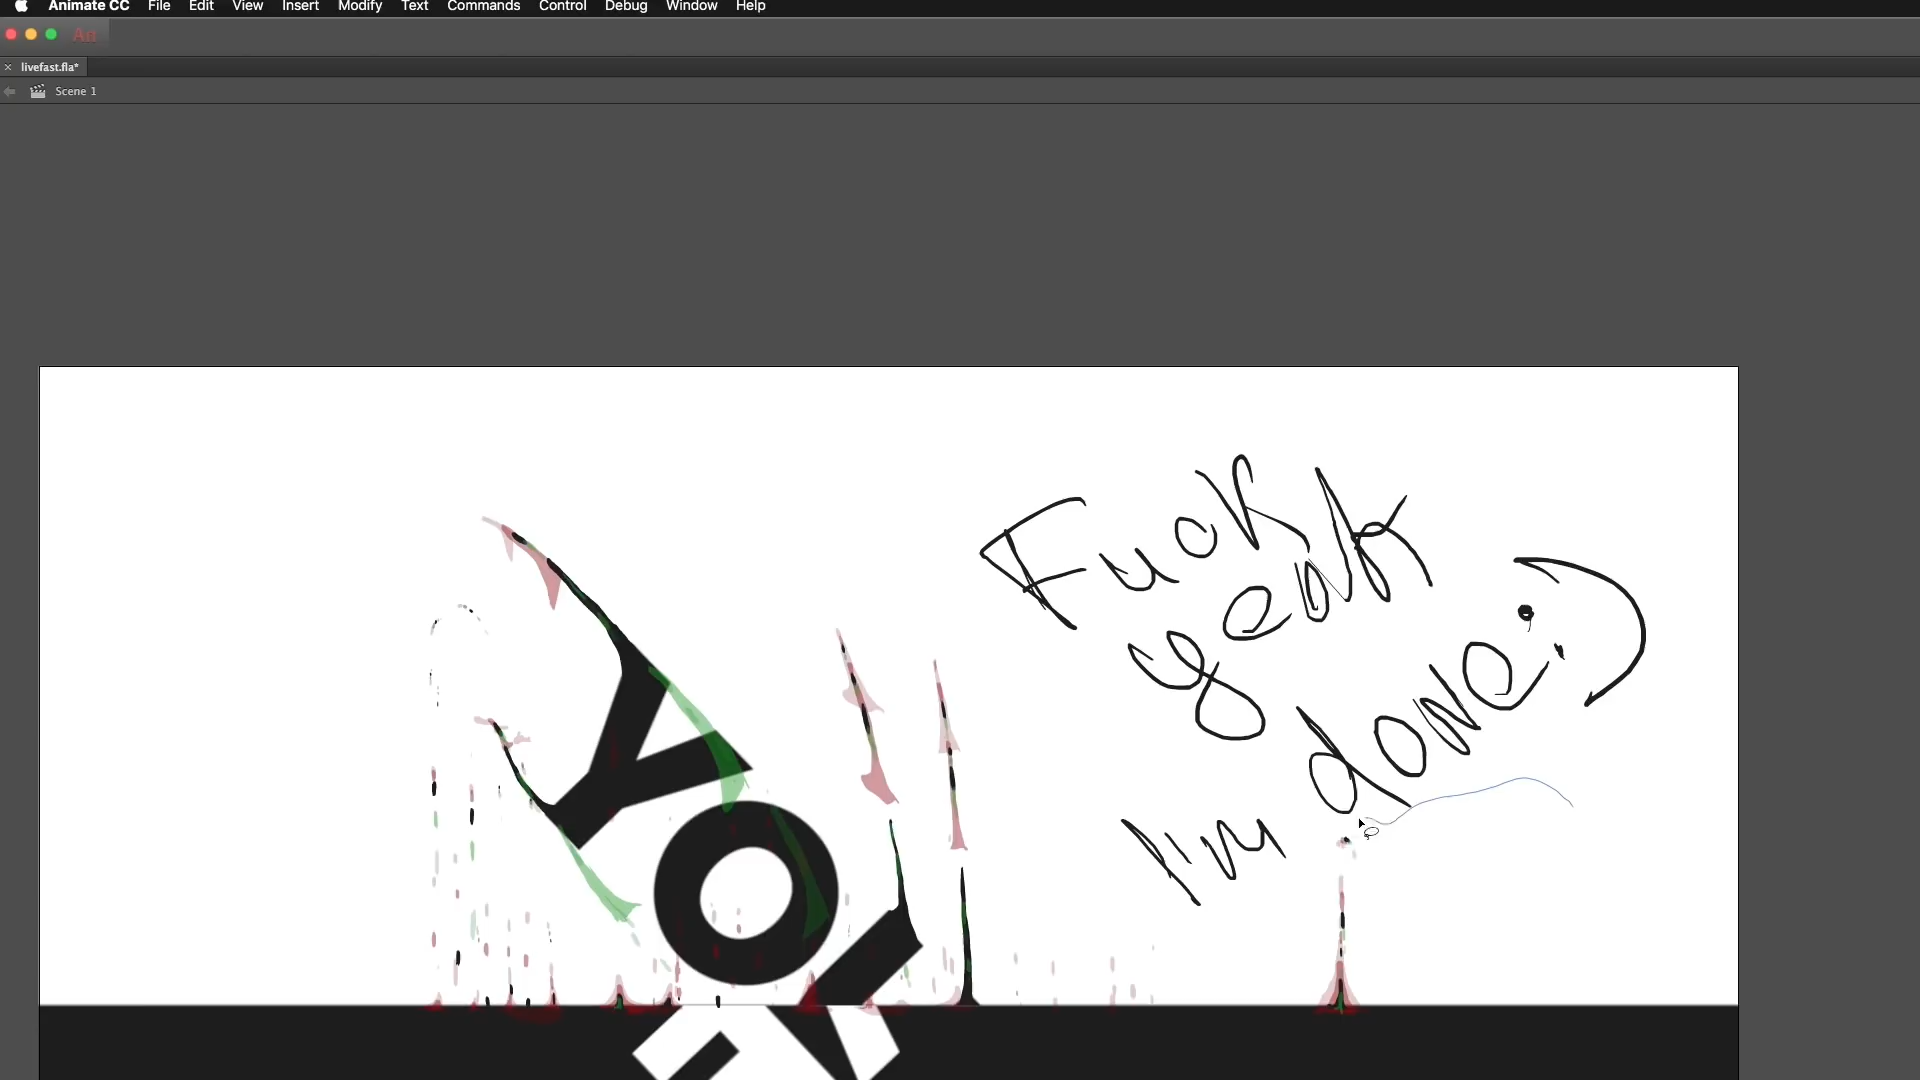 Animate CC File Edit View Insert Modify Text Commands Control Debug Window Help
An
livefast.fla*
Scene 1
Fuck
yeah
I'm done :)
YO